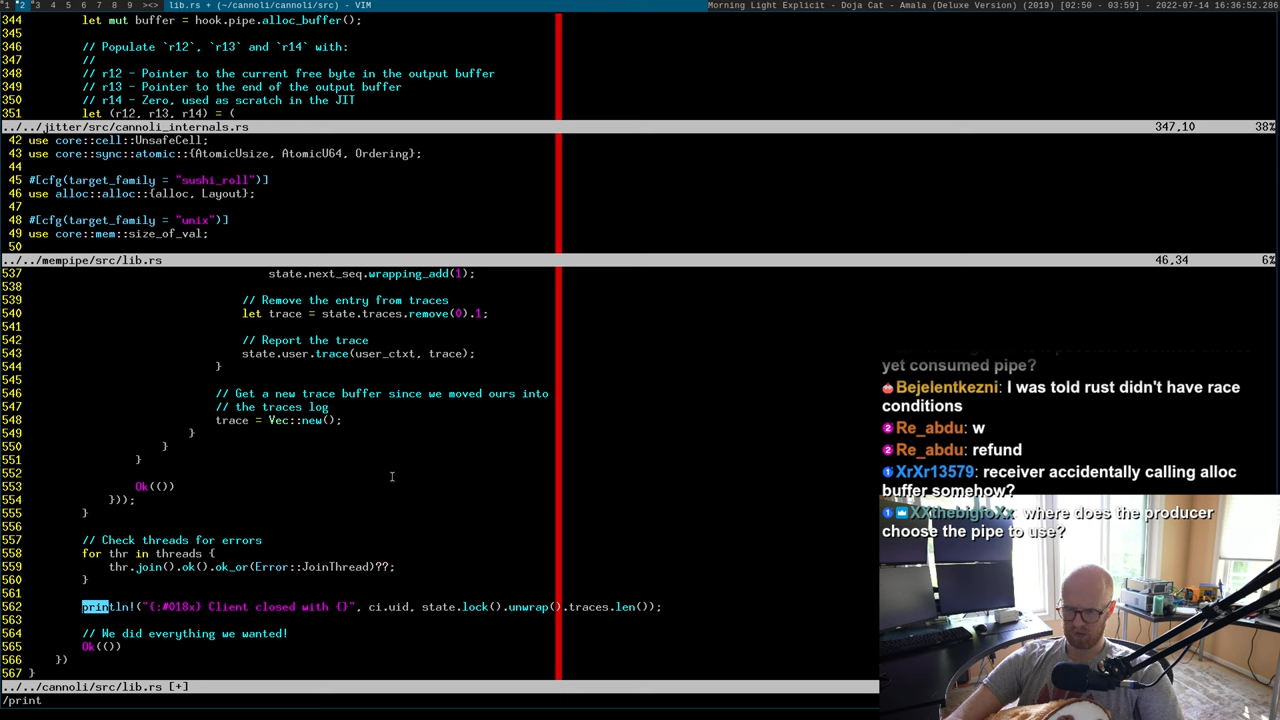 1 2 3 4 5 6 7 8 9 ><> lib.rs + (~/cannoli/cannoli/src) - VIM
Morning Light Explicit - Doja Cat - Amala (Deluxe Version) (2019) [02:50 - 03:59] - 2022-07-14 16:36:52.286
344 let mut buffer = hook.pipe.alloc_buffer();
345
346 // Populate `r12`, `r13` and `r14` with:
347 //
348 // r12 - Pointer to the current free byte in the output buffer
349 // r13 - Pointer to the end of the output buffer
350 // r14 - Zero, used as scratch in the JIT
351 let (r12, r13, r14) = (
../../jitter/src/cannoli_internals.rs 347,10 38%
42 use core::cell::UnsafeCell;
43 use core::sync::atomic::{AtomicUsize, AtomicU64, Ordering};
44
45 #[cfg(target_family = "sushi_roll")]
46 use alloc::alloc::{alloc, Layout};
47
48 #[cfg(target_family = "unix")]
49 use core::mem::size_of_val;
50
../../mempipe/src/lib.rs 46,34 6%
537 state.next_seq.wrapping_add(1);
538
539 // Remove the entry from traces
540 let trace = state.traces.remove(0).1;
541
542 // Report the trace
543 state.user.trace(user_ctxt, trace);
544 }
545
546 // Get a new trace buffer since we moved ours into
547 // the traces log
548 trace = Vec::new();
549 }
550 }
551 }
552
553 Ok(())
554 }));
555 }
556
557 // Check threads for errors
558 for thr in threads {
559 thr.join().ok().ok_or(Error::JoinThread)??;
560 }
561
562 println!("{:#018x} Client closed with {}", ci.uid, state.lock().unwrap().traces.len());
563
564 // We did everything we wanted!
565 Ok(())
566 })
567 }
../../cannoli/src/lib.rs [+]
/print
yet consumed pipe?
Bejelentkezni: I was told rust didn't have race
conditions
2 Re_abdu: w
2 Re_abdu: refund
1 XrXr13579: receiver accidentally calling alloc
buffer somehow?
1 XXthebigfoXx: where does the producer
choose the pipe to use?